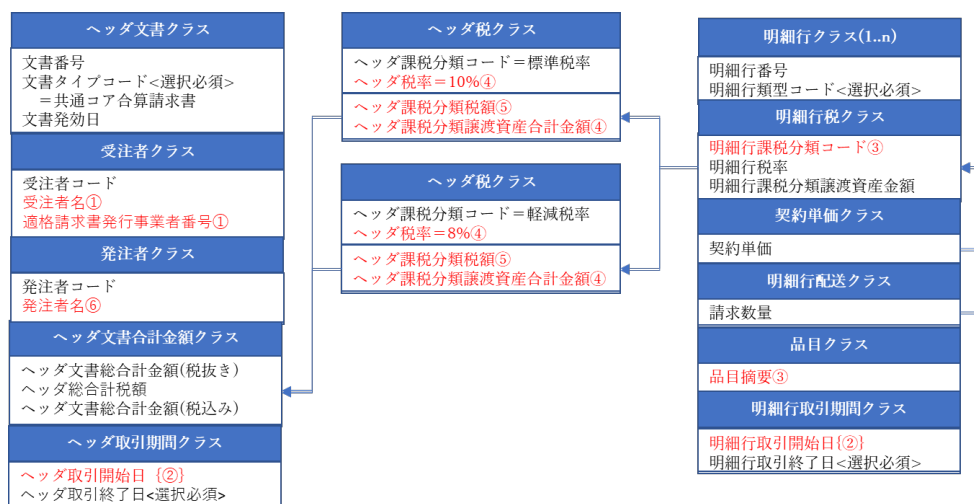 ヘッダ文書クラス
文書番号
文書タイプコード<選択必須>
＝共通コア合算請求書
文書発効日
受注者クラス
受注者コード
受注者名①
適格請求書発行事業者番号①
発注者クラス
発注者コード
発注者名⑥
ヘッダ文書合計金額クラス
ヘッダ文書総合計金額(税抜き)
ヘッダ総合計税額
ヘッダ文書総合計金額(税込み)
ヘッダ取引期間クラス
ヘッダ取引開始日 {②}
ヘッダ取引終了日<選択必須>
ヘッダ税クラス
ヘッダ課税分類コード＝標準税率
ヘッダ税率＝10%④
ヘッダ課税分類税額⑤
ヘッダ課税分類譲渡資産合計金額④
ヘッダ税クラス
ヘッダ課税分類コード＝軽減税率
ヘッダ税率＝8%④
ヘッダ課税分類税額⑤
ヘッダ課税分類譲渡資産合計金額④
明細行クラス(1..n)
明細行番号
明細行類型コード<選択必須>
明細行税クラス
明細行課税分類コード③
明細行税率
明細行課税分類譲渡資産金額
契約単価クラス
契約単価
明細行配送クラス
請求数量
品目クラス
品目摘要③
明細行取引期間クラス
明細行取引開始日{②}
明細行取引終了日<選択必須>